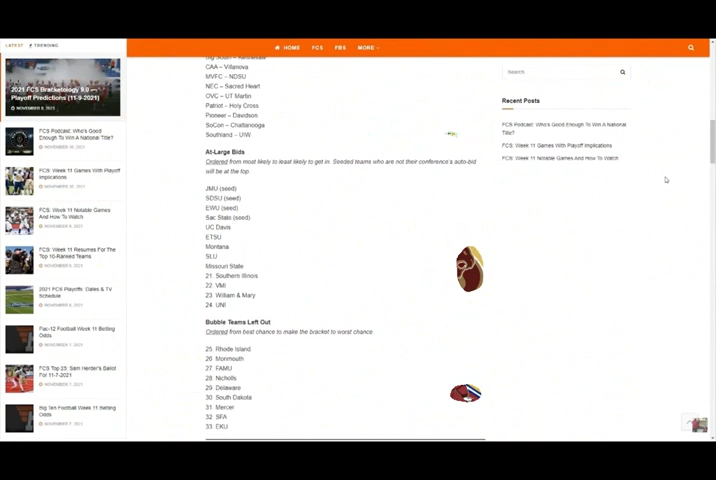 LATEST TRENDING
HOME FCS FBS MORE
2021 FCS Bracketology 9.0 —
Playoff Predictions (11-9-2021)
NOVEMBER 9, 2021
FCS Podcast: Who's Good
Enough To Win A National Title?
NOVEMBER 10, 2021
FCS: Week 11 Games With Playoff
Implications
NOVEMBER 10, 2021
FCS: Week 11 Notable Games
And How To Watch
NOVEMBER 9, 2021
FCS: Week 11 Resumes For The
Top 10-Ranked Teams
NOVEMBER 8, 2021
2021 FCS Playoffs: Dates & TV
Schedule
NOVEMBER 8, 2021
Pac-12 Football Week 11 Betting
Odds
NOVEMBER 7, 2021
FCS Top 25: Sam Herder's Ballot
For 11-7-2021
NOVEMBER 7, 2021
Big Ten Football Week 11 Betting
Odds
NOVEMBER 7, 2021
Big South – Kennesaw
CAA – Villanova
MVFC – NDSU
NEC – Sacred Heart
OVC – UT Martin
Patriot – Holy Cross
Pioneer – Davidson
SoCon – Chattanooga
Southland – UIW
At-Large Bids
Ordered from most likely to least likely to get in. Seeded teams who are not their conference's auto-bid
will be at the top
JMU (seed)
SDSU (seed)
EWU (seed)
Sac State (seed)
UC Davis
ETSU
Montana
SLU
Missouri State
21. Southern Illinois
22. VMI
23. William & Mary
24. UNI
Bubble Teams Left Out
Ordered from best chance to make the bracket to worst chance
25. Rhode Island
26. Monmouth
27. FAMU
28. Nicholls
29. Delaware
30. South Dakota
31. Mercer
32. SFA
33. EKU
Search
Recent Posts
FCS Podcast: Who's Good Enough To Win A National
Title?
FCS: Week 11 Games With Playoff Implications
FCS: Week 11 Notable Games And How To Watch